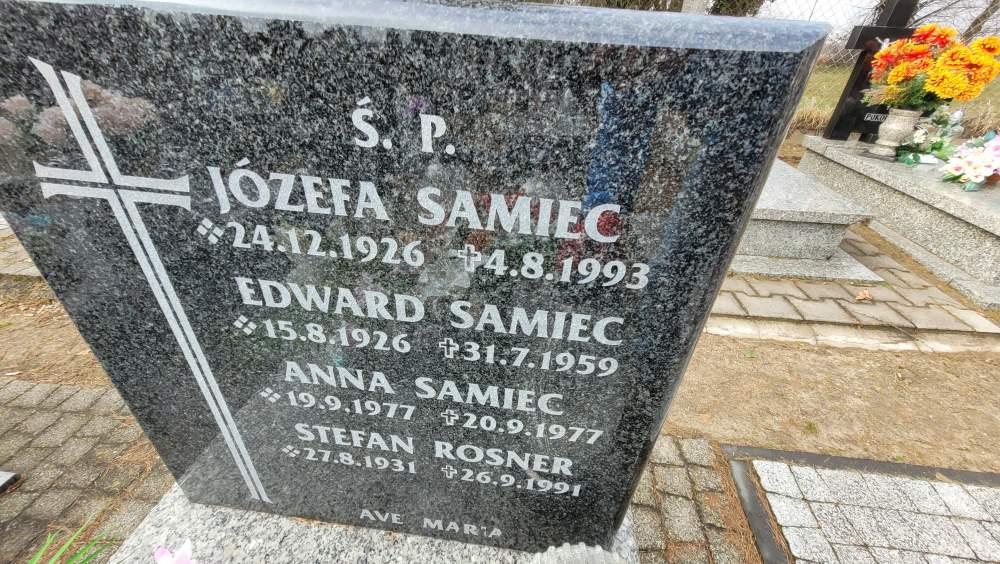 Ś. P.
JÓZEFA SAMIEC
24.12.1926 4.8.1993
EDWARD SAMIEC
15.8.1926 31.7.1959
ANNA SAMIEC
19.9.1977 20.9.1977
STEFAN ROSNER
27.8.1931 26.9.1991
AVE MARIA